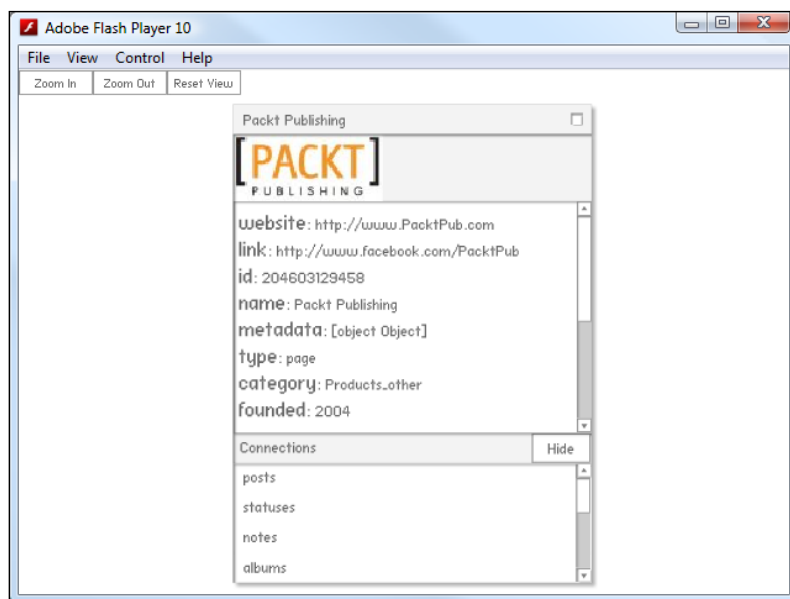 Adobe Flash Player 10
File View Control Help
Zoom In Zoom Out Reset View
Packt Publishing
[PACKT]
PUBLISHING
website: http://www.PacktPub.com
link: http://www.facebook.com/PacktPub
id: 204603129458
name: Packt Publishing
metadata: [object Object]
type: page
category: Products_other
founded: 2004
Connections Hide
posts
statuses
notes
albums